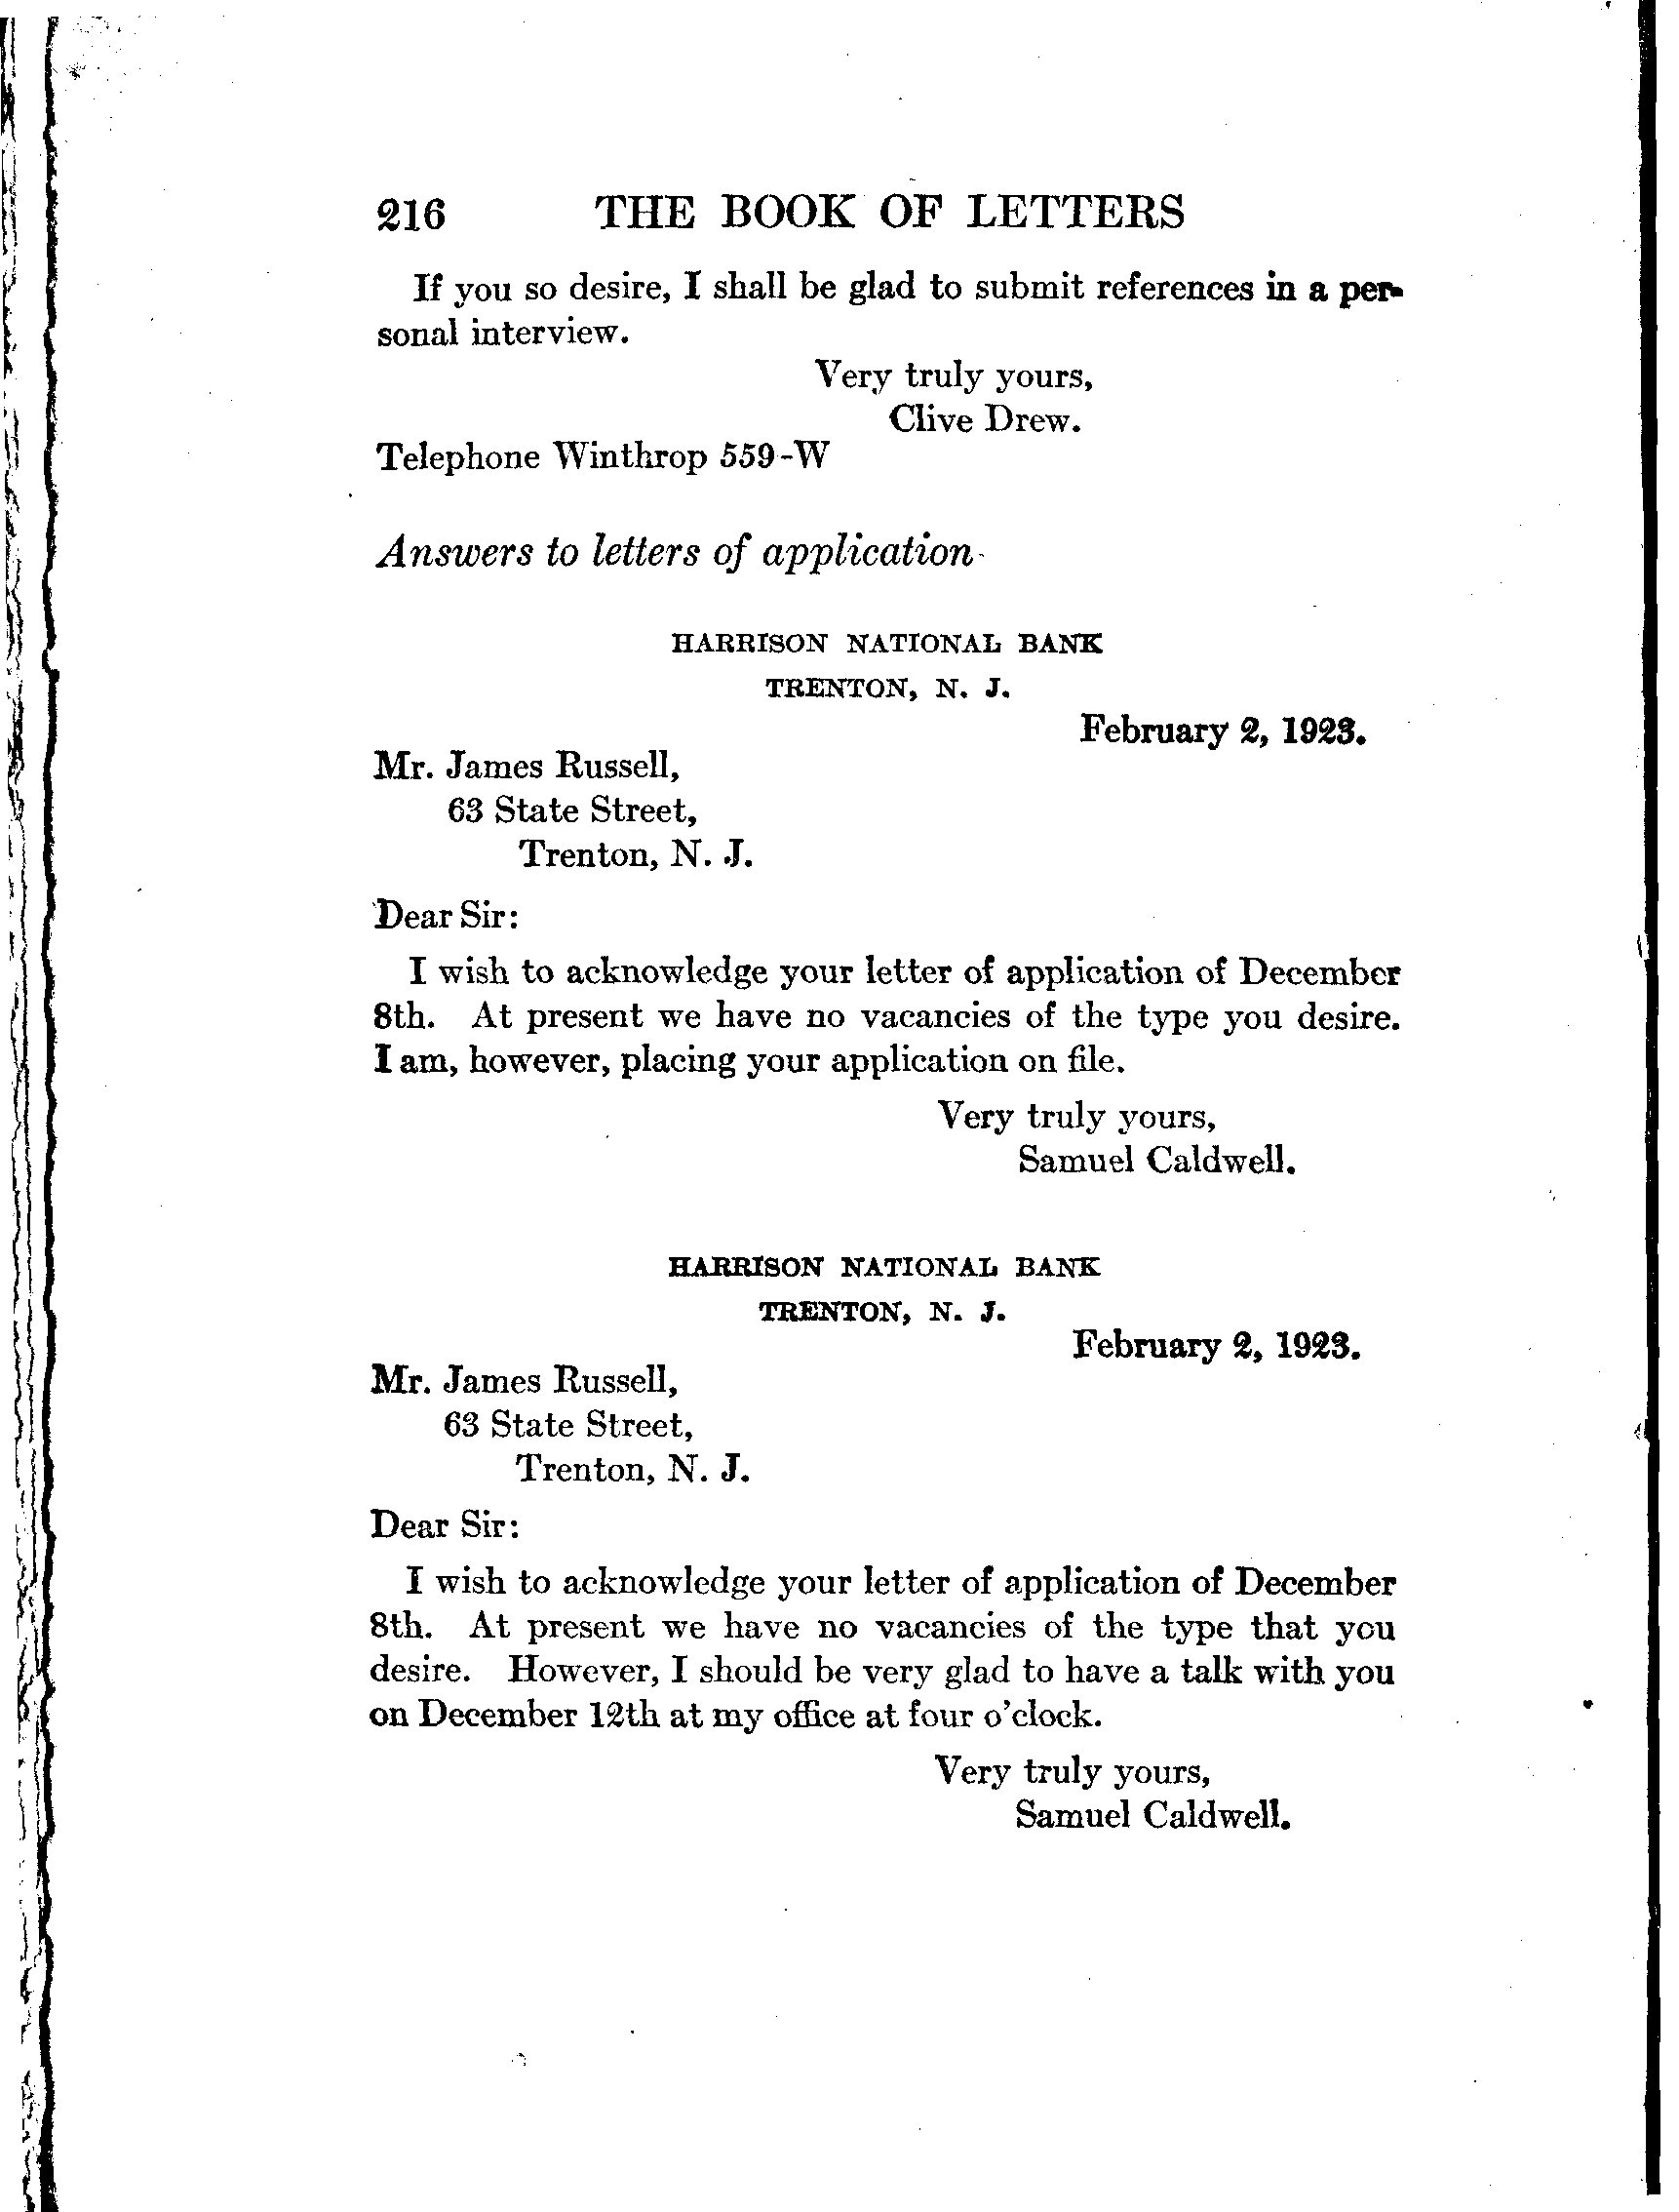 216 THE BOOK OF LETTERS
If you so desire, I shall be glad to submit references in a per-
sonal interview.
Very truly yours,
Clive Drew.
Telephone Winthrop 559-W
Answers to letters of application
HARRISON NATIONAL BANK
TRENTON, N. J.
February 2, 1923.
Mr. James Russell,
63 State Street,
Trenton, N. J.
Dear Sir:
I wish to acknowledge your letter of application of December
8th. At present we have no vacancies of the type you desire.
I am, however, placing your application on file.
Very truly yours,
Samuel Caldwell.
HARRISON NATIONAL BANK
TRENTON, N. J.
February 2, 1923.
Mr. James Russell,
63 State Street,
Trenton, N. J.
Dear Sir:
I wish to acknowledge your letter of application of December
8th. At present we have no vacancies of the type that you
desire. However, I should be very glad to have a talk with you
on December 12th at my office at four o'clock.
Very truly yours,
Samuel Caldwell.